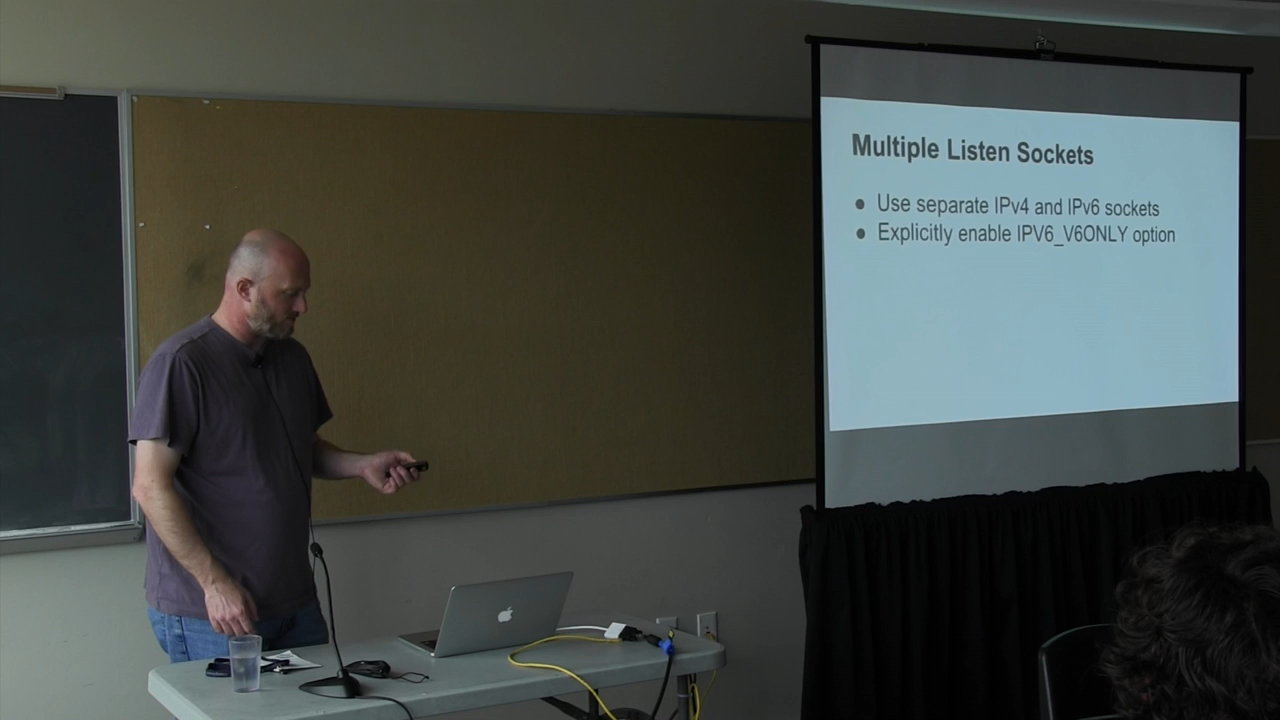 Multiple Listen Sockets
● Use separate IPv4 and IPv6 sockets
● Explicitly enable IPV6_V6ONLY option